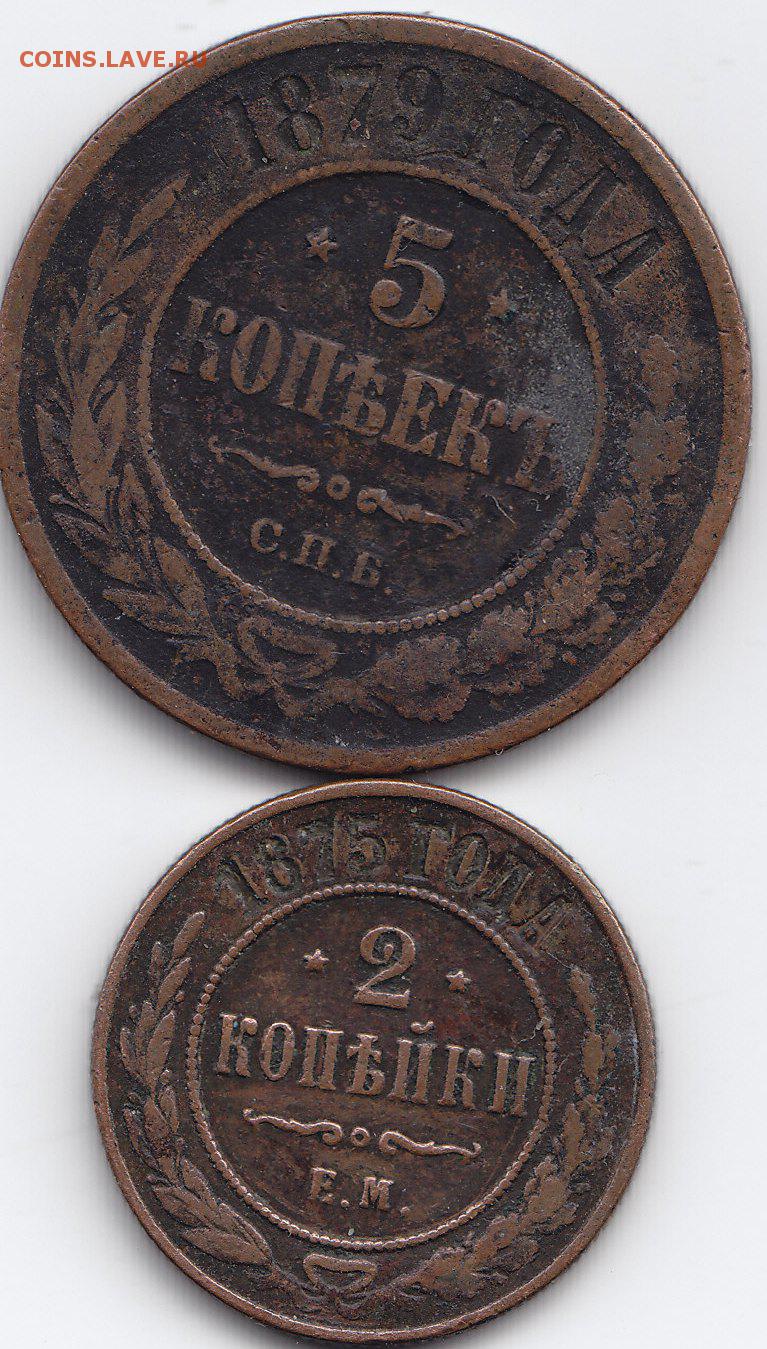 COINS.LAVE.RU
1879 ГОДА
5
КОПѢЕКЪ
С.П.Б.
1875 ГОДА
2
КОПѢЙКИ
Е.М.